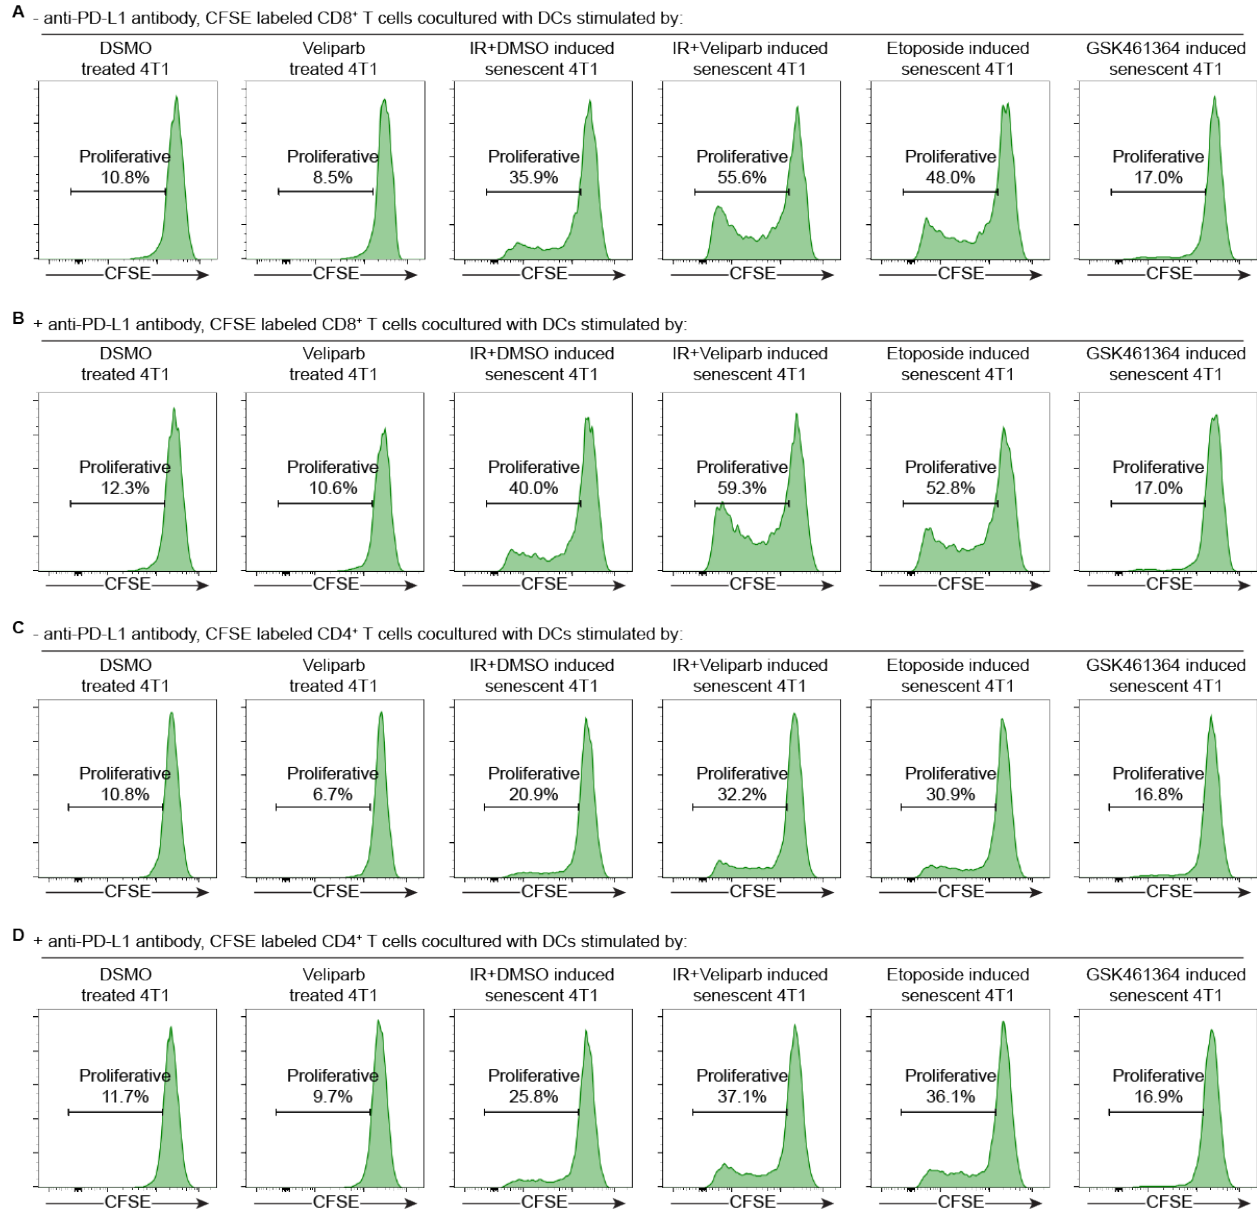 A - anti-PD-L1 antibody, CFSE labeled CD8⁺ T cells cocultured with DCs stimulated by:
DSMO treated 4T1
Veliparb treated 4T1
IR+DMSO induced senescent 4T1
IR+Veliparb induced senescent 4T1
Etoposide induced senescent 4T1
GSK461364 induced senescent 4T1
Proliferative 10.8%
Proliferative 8.5%
Proliferative 35.9%
Proliferative 55.6%
Proliferative 48.0%
Proliferative 17.0%
CFSE CFSE CFSE CFSE CFSE CFSE
B + anti-PD-L1 antibody, CFSE labeled CD8⁺ T cells cocultured with DCs stimulated by:
DSMO treated 4T1
Veliparb treated 4T1
IR+DMSO induced senescent 4T1
IR+Veliparb induced senescent 4T1
Etoposide induced senescent 4T1
GSK461364 induced senescent 4T1
Proliferative 12.3%
Proliferative 10.6%
Proliferative 40.0%
Proliferative 59.3%
Proliferative 52.8%
Proliferative 17.0%
CFSE CFSE CFSE CFSE CFSE CFSE
C - anti-PD-L1 antibody, CFSE labeled CD4⁺ T cells cocultured with DCs stimulated by:
DSMO treated 4T1
Veliparb treated 4T1
IR+DMSO induced senescent 4T1
IR+Veliparb induced senescent 4T1
Etoposide induced senescent 4T1
GSK461364 induced senescent 4T1
Proliferative 10.8%
Proliferative 6.7%
Proliferative 20.9%
Proliferative 32.2%
Proliferative 30.9%
Proliferative 16.8%
CFSE CFSE CFSE CFSE CFSE CFSE
D + anti-PD-L1 antibody, CFSE labeled CD4⁺ T cells cocultured with DCs stimulated by:
DSMO treated 4T1
Veliparb treated 4T1
IR+DMSO induced senescent 4T1
IR+Veliparb induced senescent 4T1
Etoposide induced senescent 4T1
GSK461364 induced senescent 4T1
Proliferative 11.7%
Proliferative 9.7%
Proliferative 25.8%
Proliferative 37.1%
Proliferative 36.1%
Proliferative 16.9%
CFSE CFSE CFSE CFSE CFSE CFSE